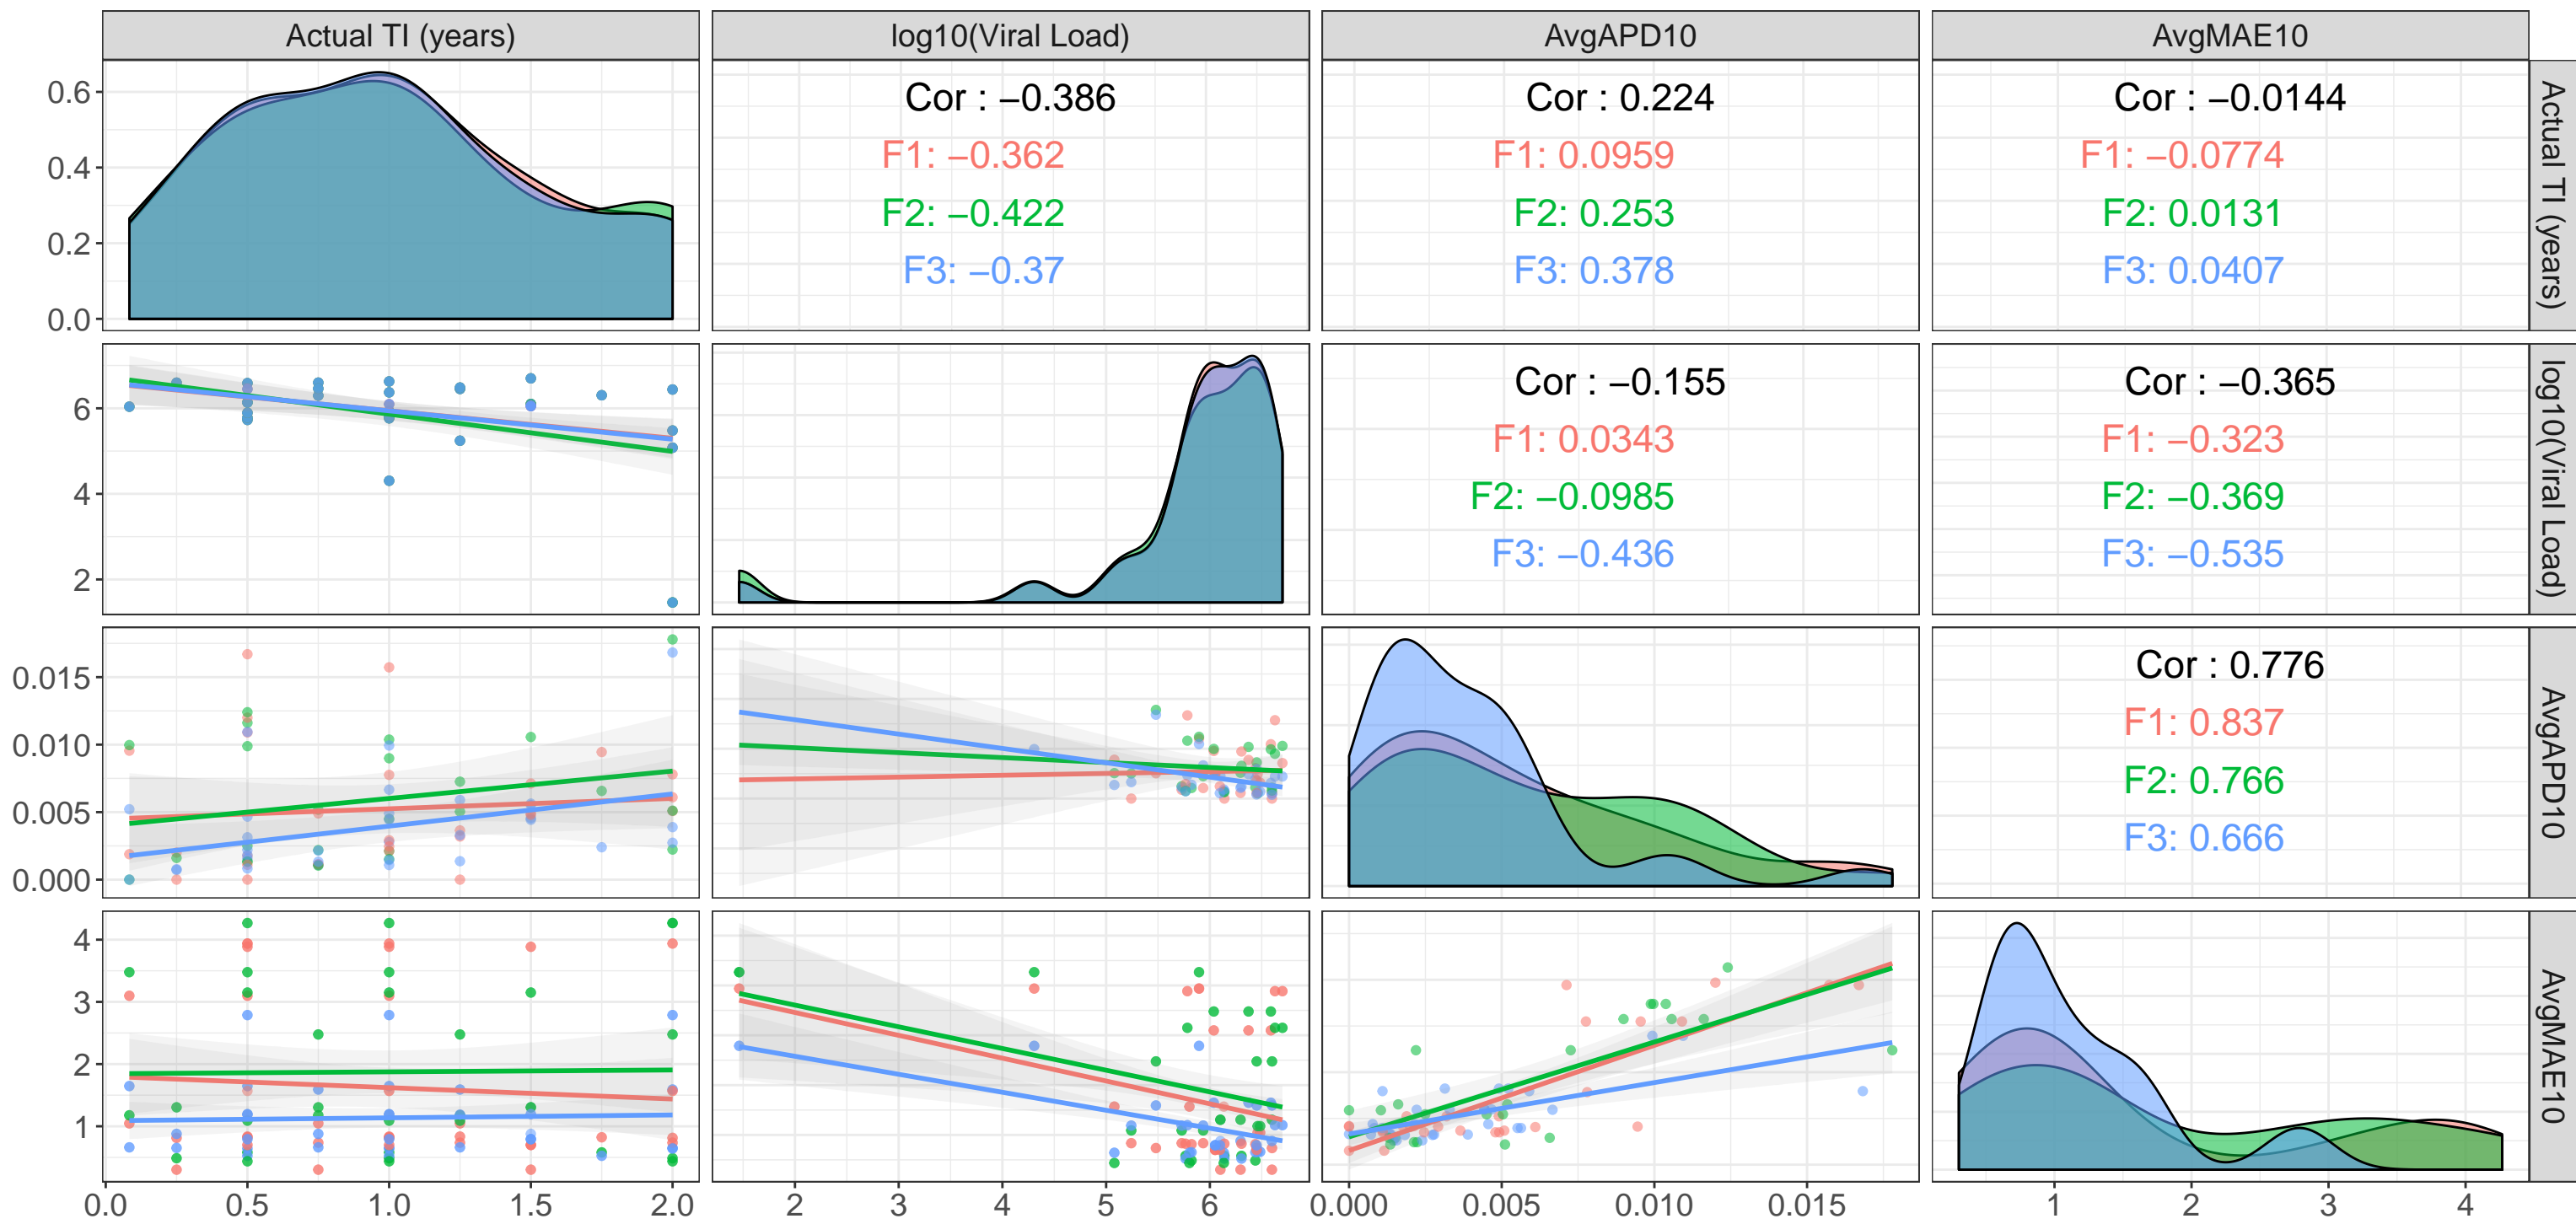 Actual TI (years)
log10(Viral Load)
AvgAPD10
AvgMAE10
0.6
0.4
0.2
0.0
Cor : −0.386
F1: −0.362
F2: −0.422
F3: −0.37
Cor : 0.224
F1: 0.0959
F2: 0.253
F3: 0.378
Cor : −0.0144
F1: −0.0774
F2: 0.0131
F3: 0.0407
Actual TI (years)
6
4
2
Cor : −0.155
F1: 0.0343
F2: −0.0985
F3: −0.436
Cor : −0.365
F1: −0.323
F2: −0.369
F3: −0.535
log10(Viral Load)
0.015
0.010
0.005
0.000
Cor : 0.776
F1: 0.837
F2: 0.766
F3: 0.666
AvgAPD10
4
3
2
1
AvgMAE10
0.0 0.5 1.0 1.5 2.0
2 3 4 5 6
0.000 0.005 0.010 0.015
1 2 3 4